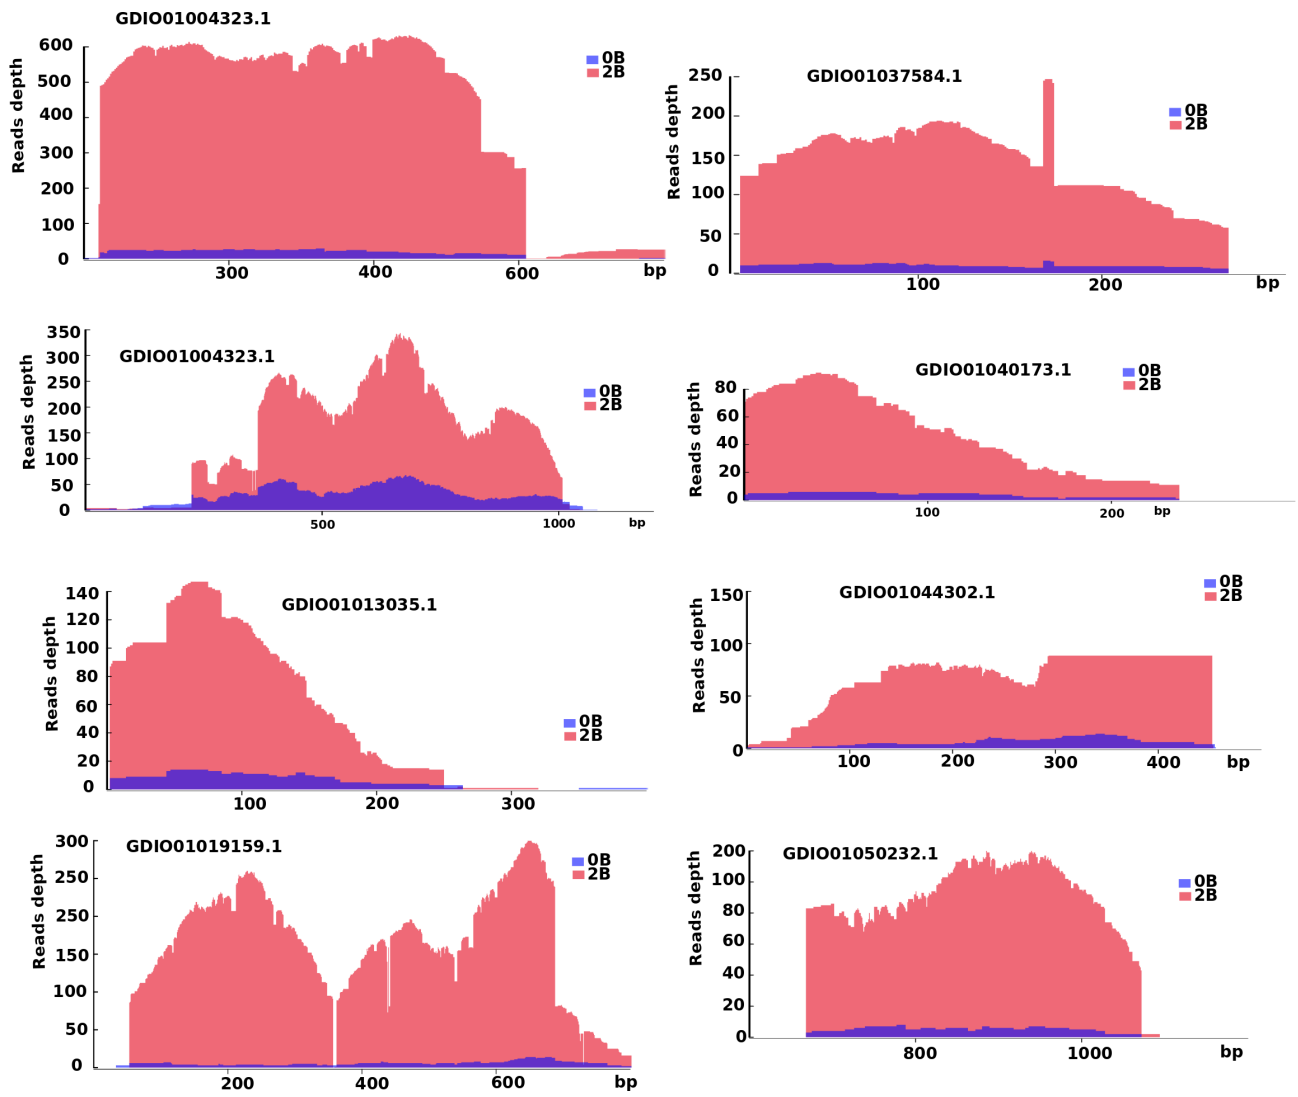 GDIO01004323.1
Reads depth
600
500
400
300
200
100
0
300
400
600
bp
0B
2B
GDIO01037584.1
Reads depth
250
200
150
100
50
0
100
200
bp
0B
2B
GDIO01004323.1
Reads depth
350
300
250
200
150
100
50
0
500
1000
bp
0B
2B
GDIO01040173.1
Reads depth
80
60
40
20
0
100
200
bp
0B
2B
GDIO01013035.1
Reads depth
140
120
100
80
60
40
20
0
100
200
300
0B
2B
GDIO01044302.1
Reads depth
150
100
50
0
100
200
300
400
bp
0B
2B
GDIO01019159.1
Reads depth
300
250
250
150
100
50
0
200
400
600
bp
0B
2B
GDIO01050232.1
Reads depth
200
100
80
60
40
20
0
800
1000
bp
0B
2B